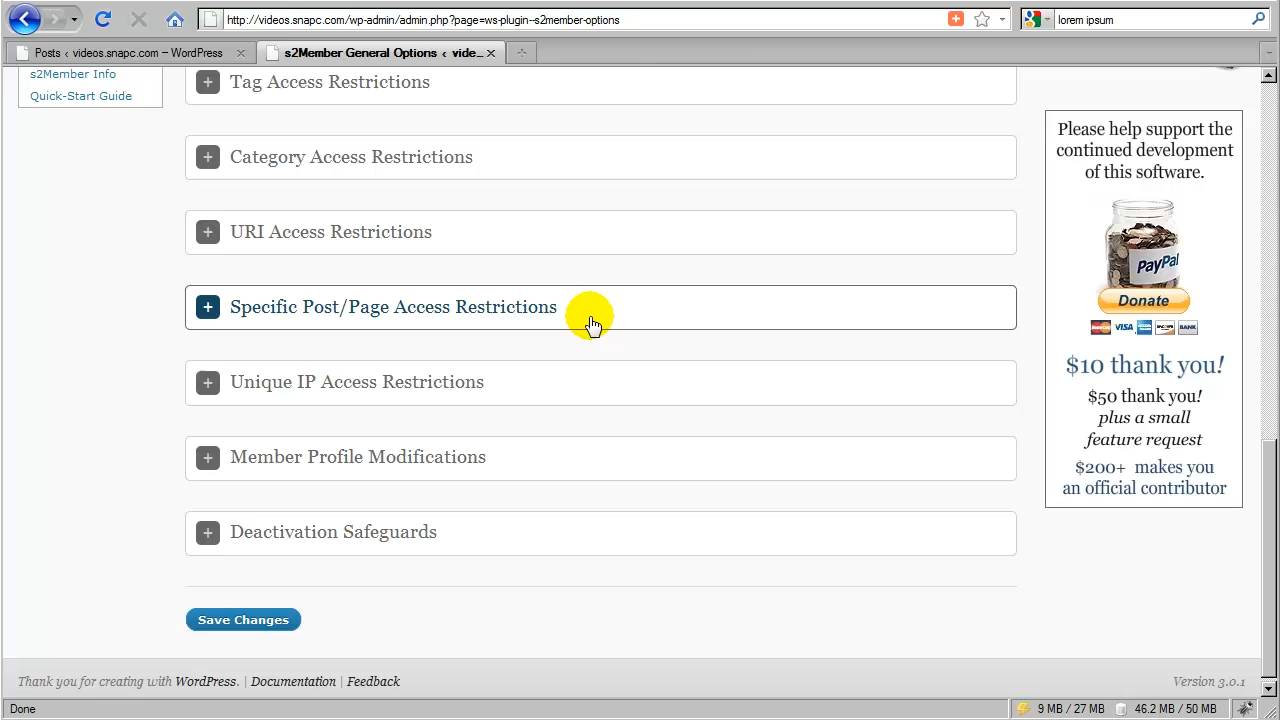 http://videos.snapc.com/wp-admin/admin.php?page=ws-plugin--s2member-options
lorem ipsum
Posts ‹ videos.snapc.com — WordPress
s2Member General Options ‹ vide...
s2Member Info
Quick-Start Guide
Tag Access Restrictions
Category Access Restrictions
URI Access Restrictions
Specific Post/Page Access Restrictions
Unique IP Access Restrictions
Member Profile Modifications
Deactivation Safeguards
Save Changes
Please help support the
continued development
of this software.
PayPal
Donate
MasterCard VISA BANK
$10 thank you!
$50 thank you!
plus a small
feature request
$200+ makes you
an official contributor
Thank you for creating with WordPress. | Documentation | Feedback
Version 3.0.1
Done
9 MB / 27 MB
46.2 MB / 50 MB